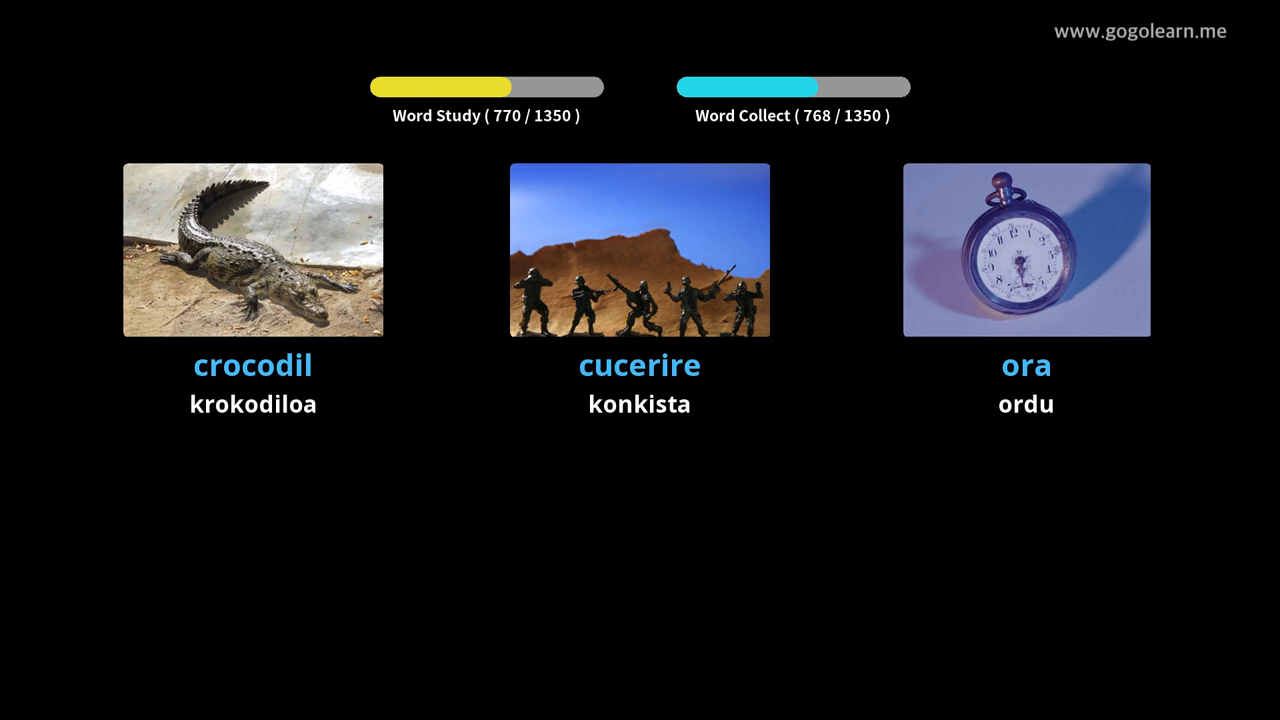 www.gogolearn.me
Word Study ( 770 / 1350 )
Word Collect ( 768 / 1350 )
crocodil
krokodiloa
cucerire
konkista
ora
ordu